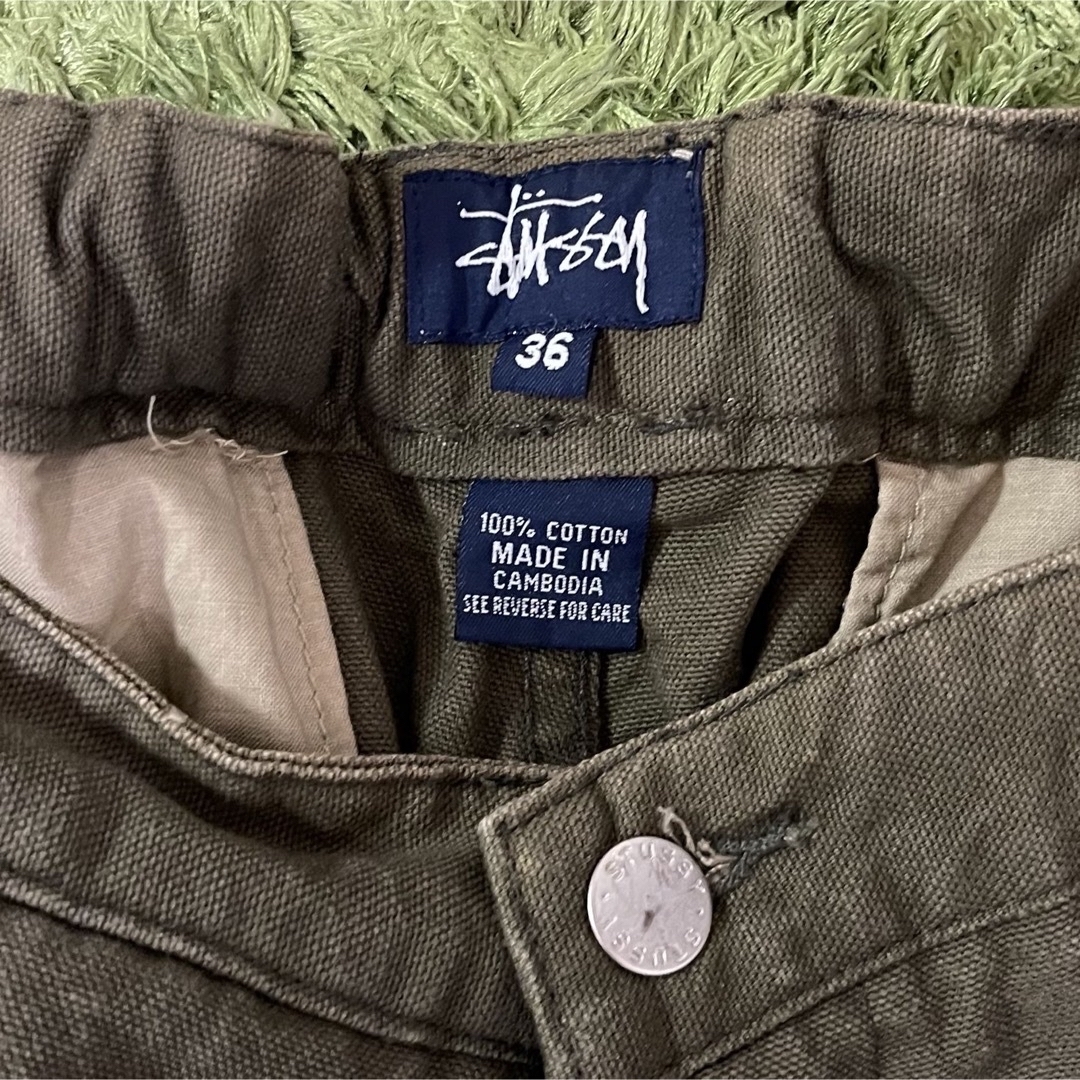 STÜSSY
36
100% COTTON
MADE IN
CAMBODIA
SEE REVERSE FOR CARE
STUSSY · STUSSY ·